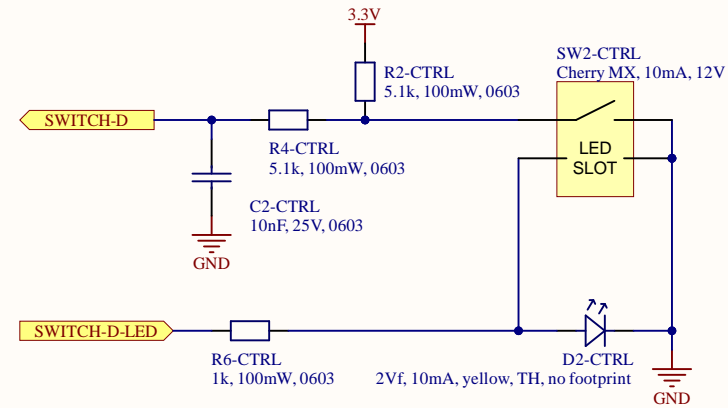 3.3V
R2-CTRL
5.1k, 100mW, 0603
SW2-CTRL
Cherry MX, 10mA, 12V
SWITCH-D
R4-CTRL
5.1k, 100mW, 0603
LED
SLOT
C2-CTRL
10nF, 25V, 0603
GND
SWITCH-D-LED
R6-CTRL
1k, 100mW, 0603
D2-CTRL
2Vf, 10mA, yellow, TH, no footprint
GND